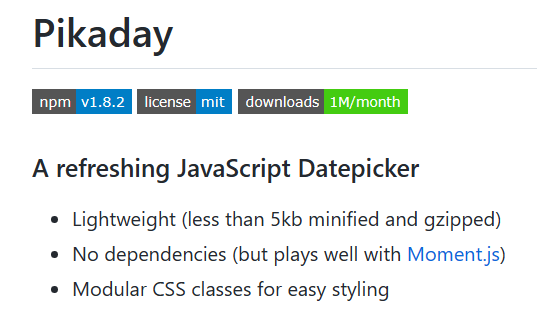 Pikaday
npm v1.8.2 license mit downloads 1M/month
A refreshing JavaScript Datepicker
Lightweight (less than 5kb minified and gzipped)
No dependencies (but plays well with Moment.js)
Modular CSS classes for easy styling